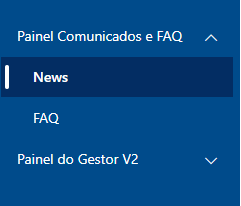 Painel Comunicados e FAQ
News
FAQ
Painel do Gestor V2